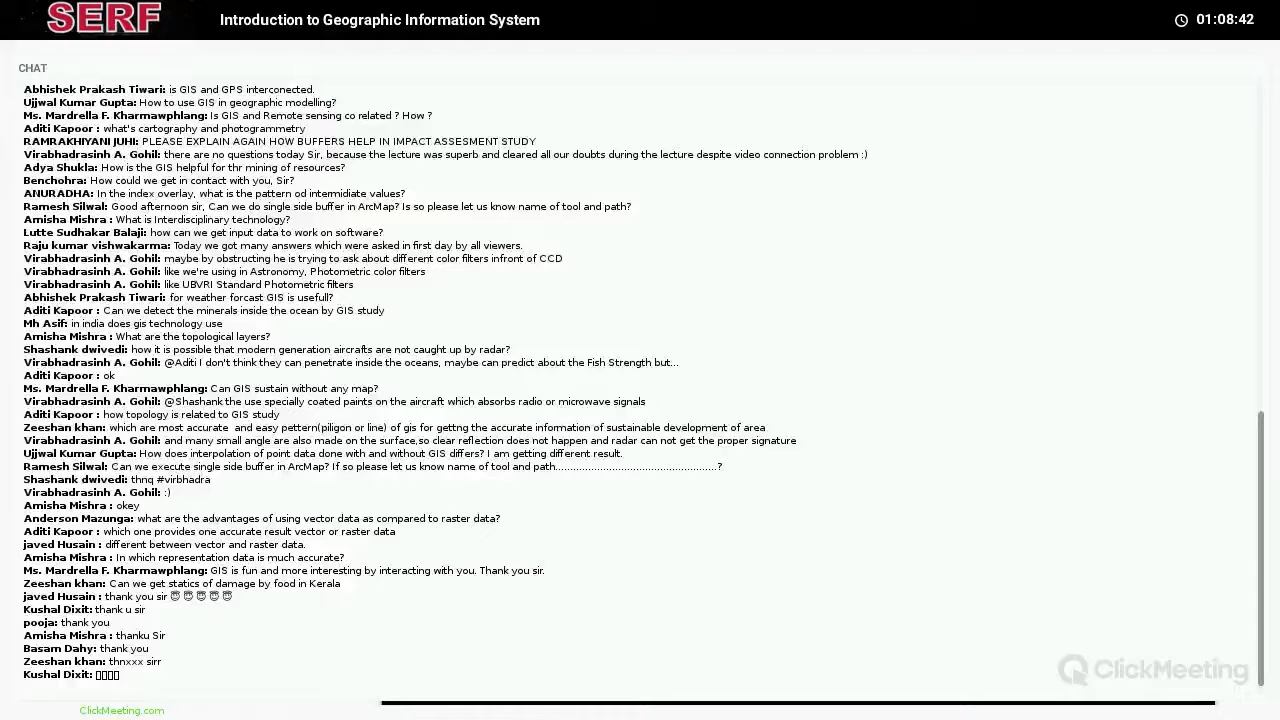 SERF
Introduction to Geographic Information System
01:08:42
CHAT
Abhishek Prakash Tiwari: is GIS and GPS interconnected.
Ujjwal Kumar Gupta: How to use GIS in geographic modelling?
Ms. Mardrella F. Kharmawphlang: Is GIS and Remote sensing co related ? How ?
Aditi Kapoor : what's cartography and photogrammetry
RAMRAKHIYANI JUHI: PLEASE EXPLAIN AGAIN HOW BUFFERS HELP IN IMPACT ASSESMENT STUDY
Virabhadrasinh A. Gohil: there are no questions today Sir, because the lecture was superb and cleared all our doubts during the lecture despite video connection problem :)
Adya Shukla: How is the GIS helpful for thr mining of resources?
Benchohra: How could we get in contact with you, Sir?
ANURADHA: In the index overlay, what is the pattern od intermidiate values?
Ramesh Silwal: Good afternoon sir, Can we do single side buffer in ArcMap? Is so please let us know name of tool and path?
Amisha Mishra : What is Interdisciplinary technology?
Lutte Sudhakar Balaji: how can we get input data to work on software?
Raju kumar vishwakarma: Today we got many answers which were asked in first day by all viewers.
Virabhadrasinh A. Gohil: maybe by obstructing he is trying to ask about different color filters infront of CCD
Virabhadrasinh A. Gohil: like we're using in Astronomy, Photometric color filters
Virabhadrasinh A. Gohil: like UBVRI Standard Photometric filters
Abhishek Prakash Tiwari: for weather forcast GIS is usefull?
Aditi Kapoor : Can we detect the minerals inside the ocean by GIS study
Mh Asif: in india does gis technology use
Amisha Mishra : What are the topological layers?
Shashank dwivedi: how it is possible that modern generation aircrafts are not caught up by radar?
Virabhadrasinh A. Gohil: @Aditi I don't think they can penetrate inside the oceans, maybe can predict about the Fish Strength but...
Aditi Kapoor : ok
Ms. Mardrella F. Kharmawphlang: Can GIS sustain without any map?
Virabhadrasinh A. Gohil: @Shashank the use specially coated paints on the aircraft which absorbs radio or microwave signals
Aditi Kapoor : how topology is related to GIS study
Zeeshan khan: which are most accurate  and easy pettern(piligon or line) of gis for gettng the accurate information of sustainable development of area
Virabhadrasinh A. Gohil: and many small angle are also made on the surface,so clear reflection does not happen and radar can not get the proper signature
Ujjwal Kumar Gupta: How does interpolation of point data done with and without GIS differs? I am getting different result.
Ramesh Silwal: Can we execute single side buffer in ArcMap? If so please let us know name of tool and path......................................................?
Shashank dwivedi: thnq #virbhadra
Virabhadrasinh A. Gohil: :)
Amisha Mishra : okey
Anderson Mazunga: what are the advantages of using vector data as compared to raster data?
Aditi Kapoor : which one provides one accurate result vector or raster data
javed Husain : different between vector and raster data.
Amisha Mishra : In which representation data is much accurate?
Ms. Mardrella F. Kharmawphlang: GIS is fun and more interesting by interacting with you. Thank you sir.
Zeeshan khan: Can we get statics of damage by food in Kerala
javed Husain : thank you sir 😇 😇 😇 😇 😇
Kushal Dixit: thank u sir
pooja: thank you
Amisha Mishra : thanku Sir
Basam Dahy: thank you
Zeeshan khan: thnxxx sirr
Kushal Dixit: ▯▯▯▯
ClickMeeting
ClickMeeting.com